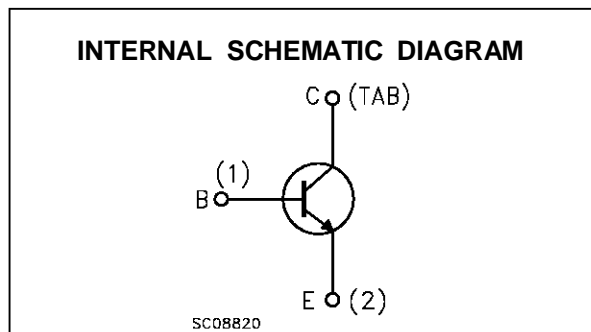 INTERNAL SCHEMATIC DIAGRAM
C (TAB)
(1)
B
E (2)
SC08820